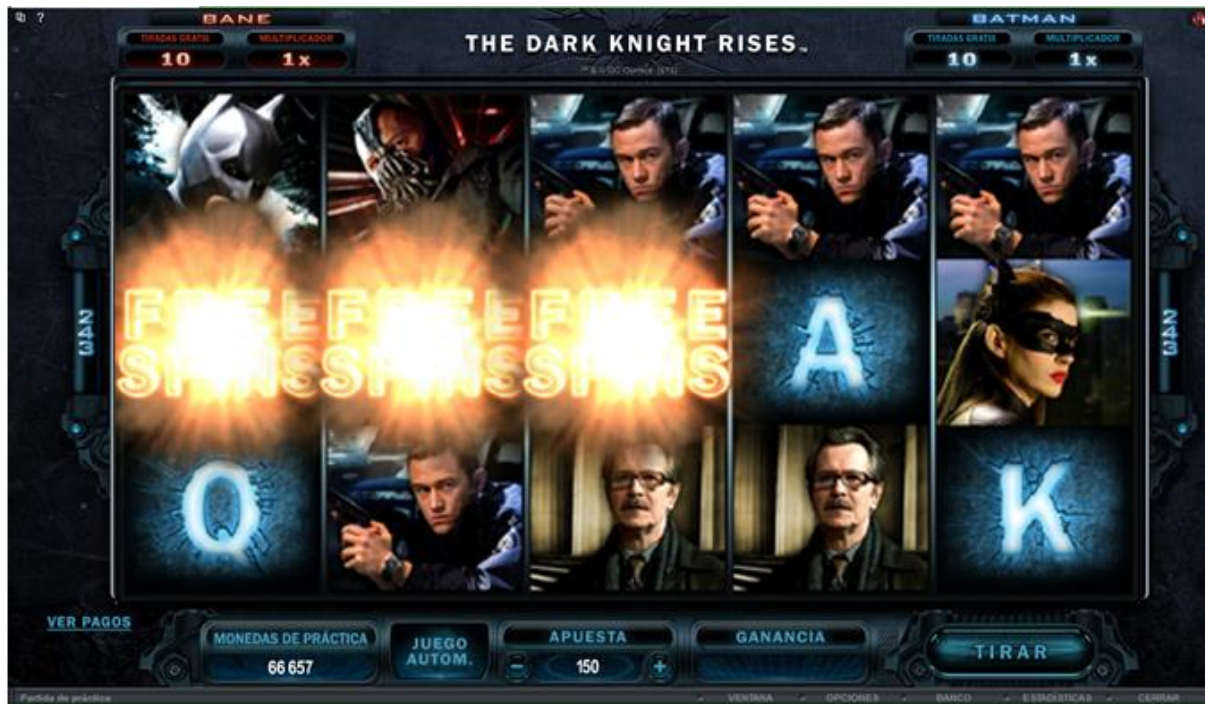 ?
BANE
BATMAN
TIRADAS GRATIS
MULTIPLICADOR
10
1x
THE DARK KNIGHT RISES™
TIRADAS GRATIS
MULTIPLICADOR
10
1x
FREE FREE FREE
SPINS SPINS SPINS
A
243
243
Q
K
VER PAGOS
MONEDAS DE PRÁCTICA
66 657
JUEGO
AUTOM.
APUESTA
- 150 +
GANANCIA
TIRAR
Partida de práctica
VENTANA
OPCIONES
BANCO
ESTADÍSTICAS
CERRAR